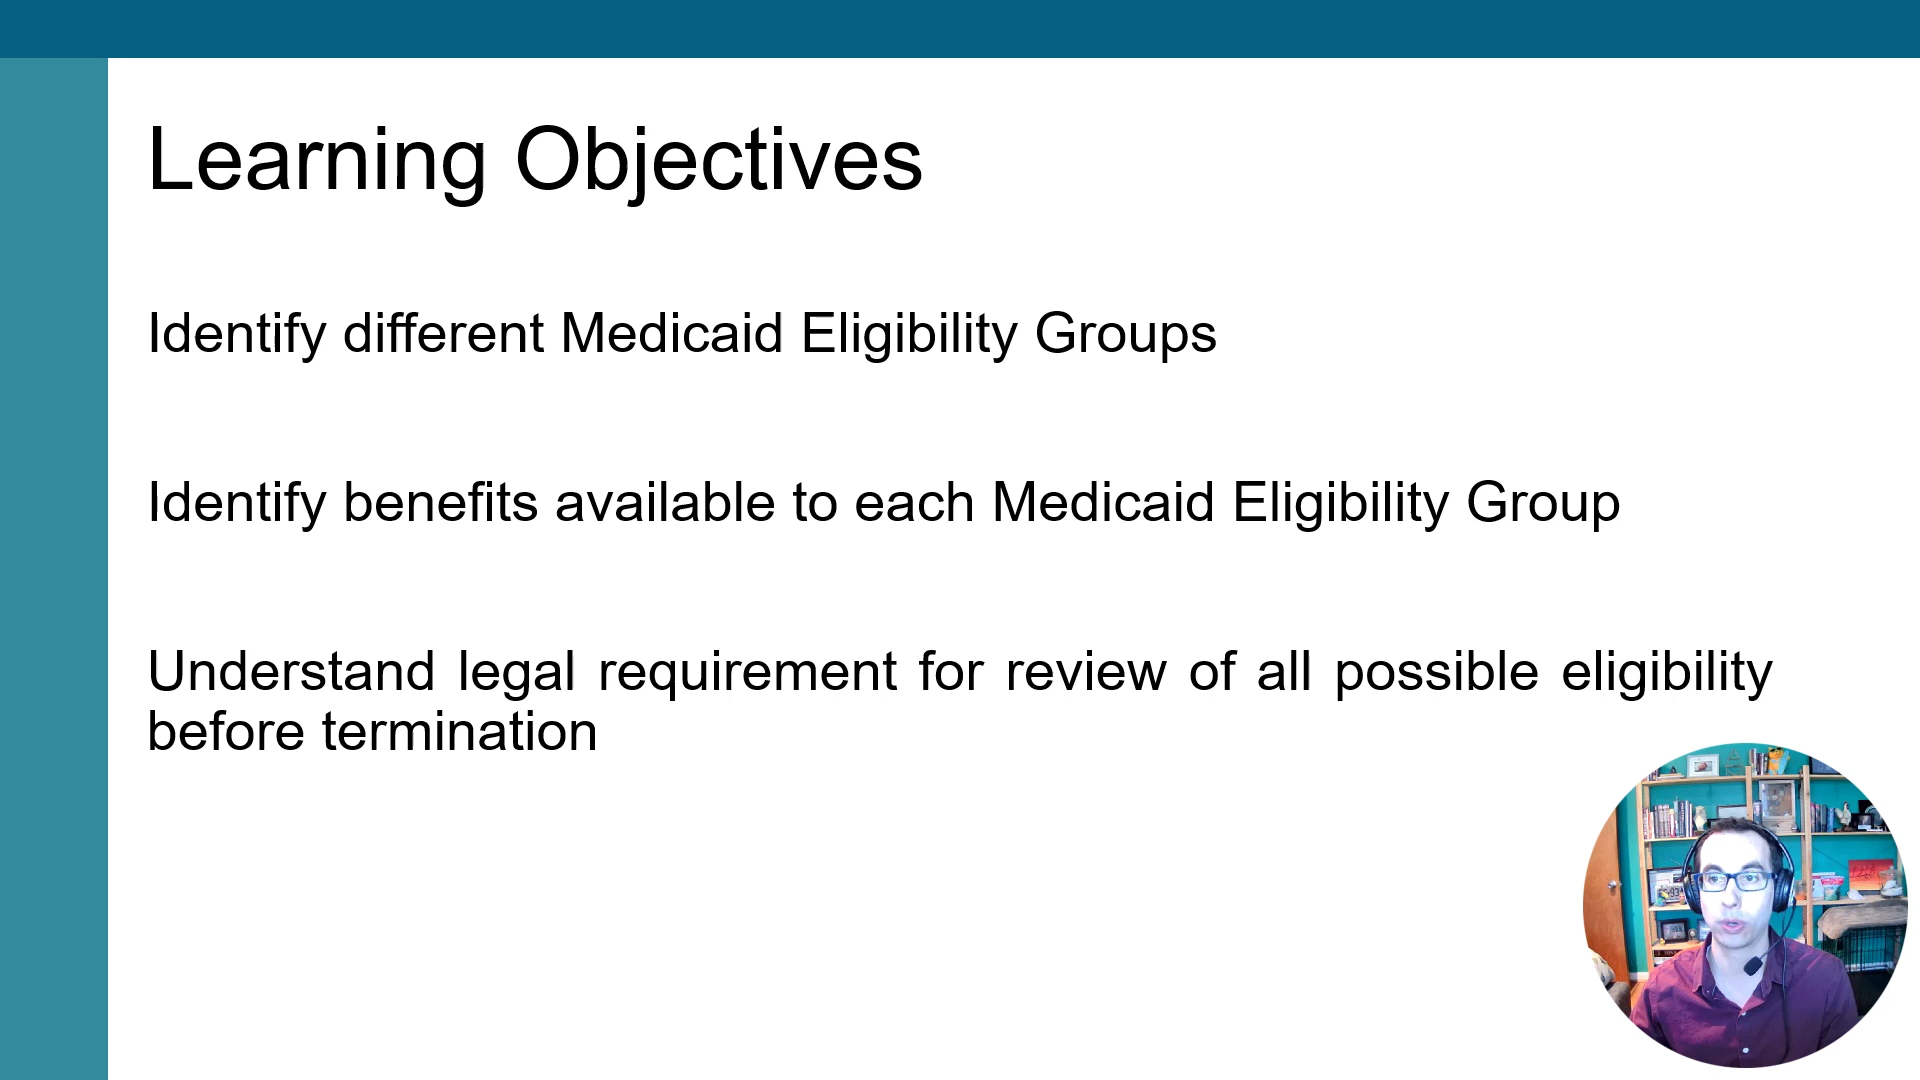 Learning Objectives
Identify different Medicaid Eligibility Groups
Identify benefits available to each Medicaid Eligibility Group
Understand legal requirement for review of all possible eligibility
before termination